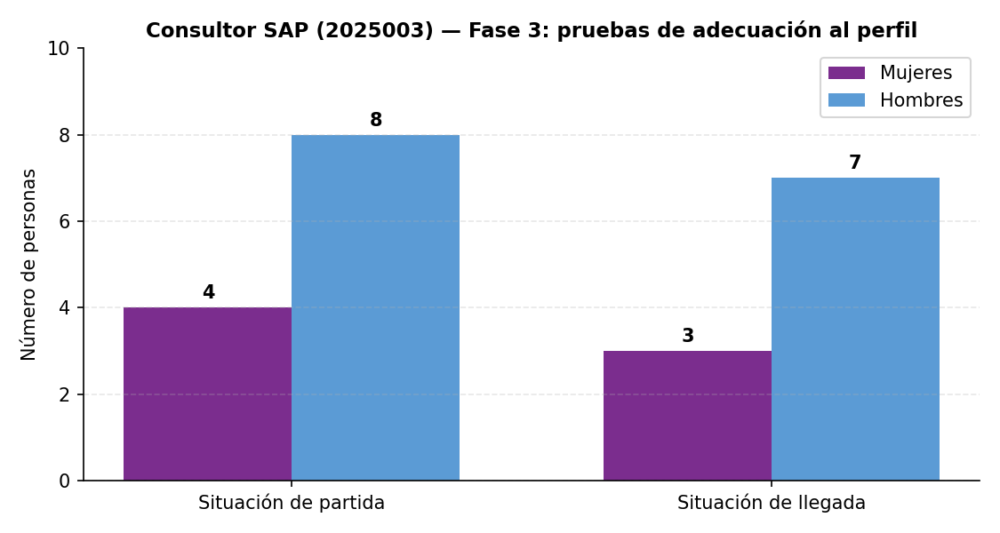 Consultor SAP (2025003) — Fase 3: pruebas de adecuación al perfil
Número de personas
10
8
6
4
2
0
Mujeres
Hombres
4
8
3
7
Situación de partida
Situación de llegada